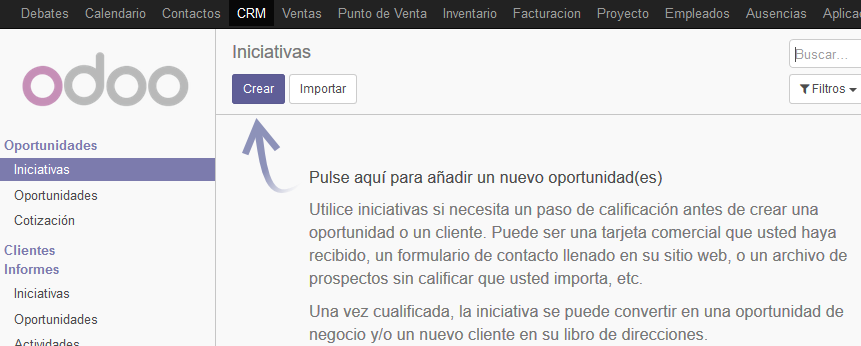 Debates Calendario Contactos CRM Ventas Punto de Venta Inventario Facturacion Proyecto Empleados Ausencias Aplica
odoo
Iniciativas
Buscar...
Crear Importar
Filtros
Oportunidades
Iniciativas
Oportunidades
Cotización
Clientes
Informes
Iniciativas
Oportunidades
Actividades
Pulse aquí para añadir un nuevo oportunidad(es)
Utilice iniciativas si necesita un paso de calificación antes de crear una
oportunidad o un cliente. Puede ser una tarjeta comercial que usted haya
recibido, un formulario de contacto llenado en su sitio web, o un archivo de
prospectos sin calificar que usted importa, etc.
Una vez cualificada, la iniciativa se puede convertir en una oportunidad de
negocio y/o un nuevo cliente en su libro de direcciones.